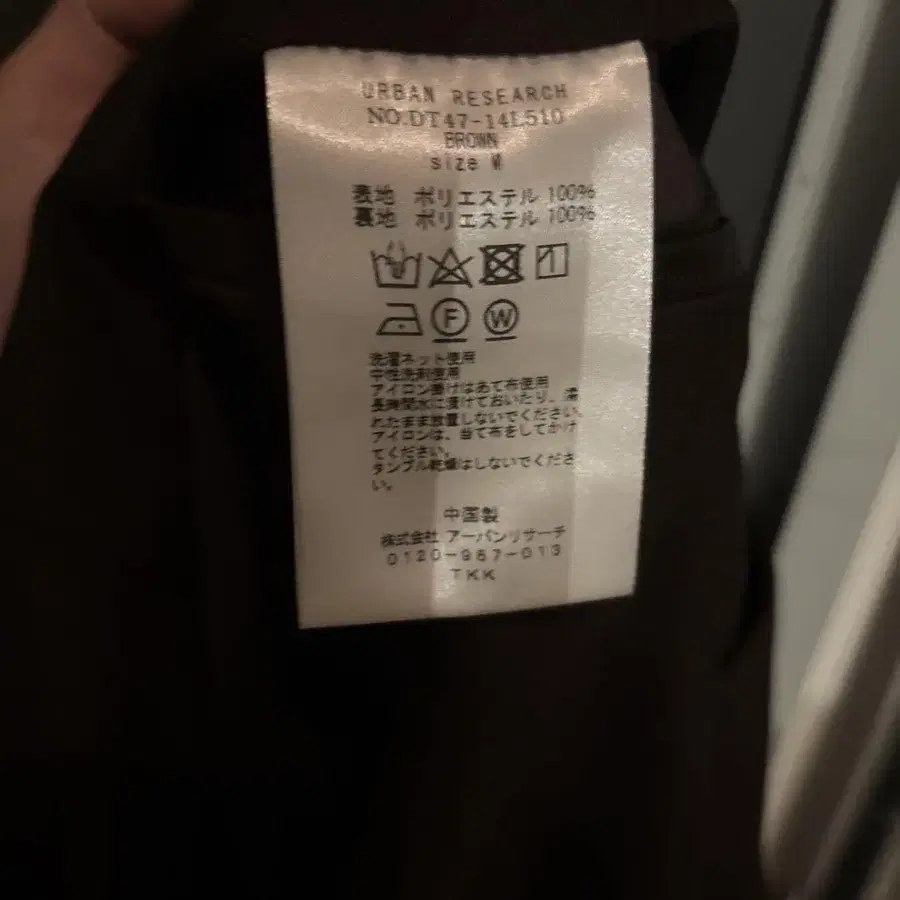 URBAN RESEARCH
NO.DT47-14L510
BROWN
size M
表地 ポリエステル 100%
裏地 ポリエステル 100%
F W
洗濯ネット使用
中性洗剤使用
アイロン掛けはあて布使用
長時間水に浸けておいたり、濡
れたまま放置しないでください。
アイロンは、当て布をしてかけ
てください。
タンブル乾燥はしないでくださ
い。
中国製
株式会社 アーバンリサーチ
0120-967-013
TKK